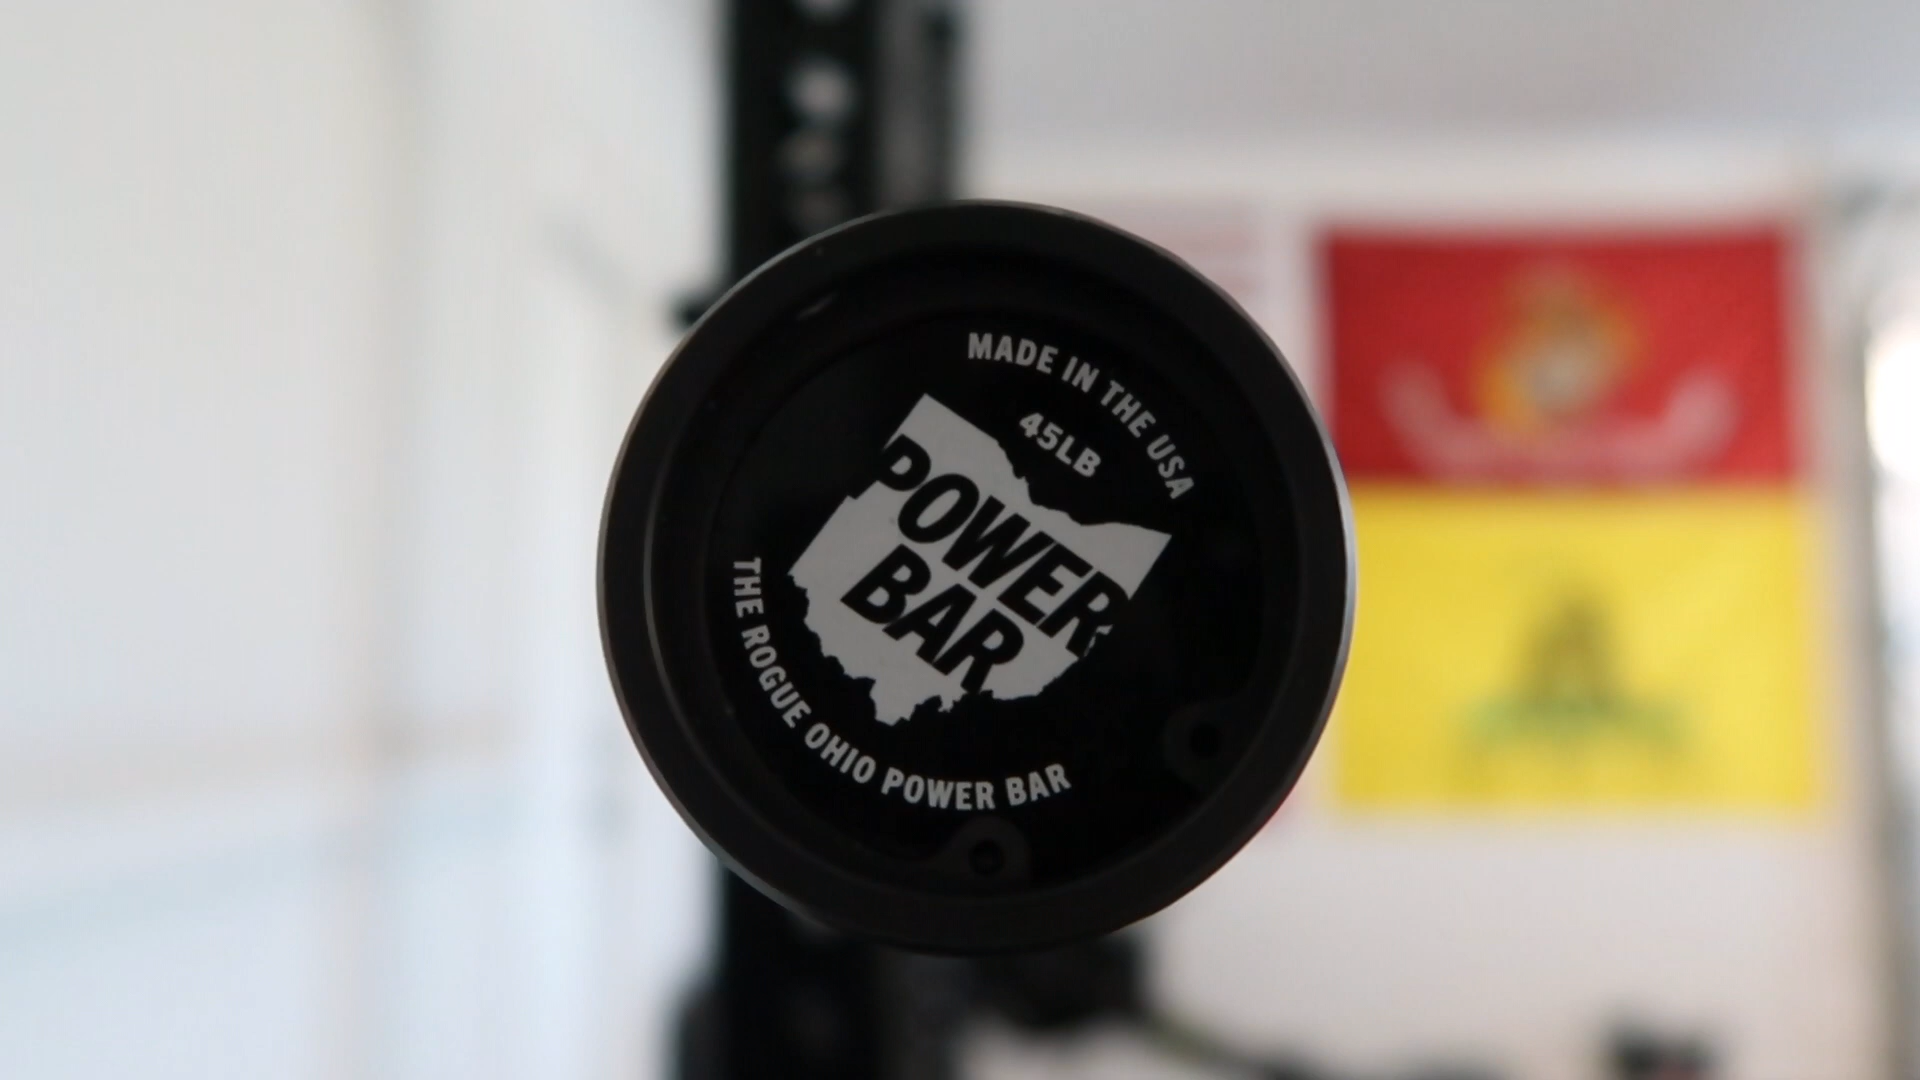 MADE IN THE USA
45LB
POWER
BAR
THE ROGUE OHIO POWER BAR